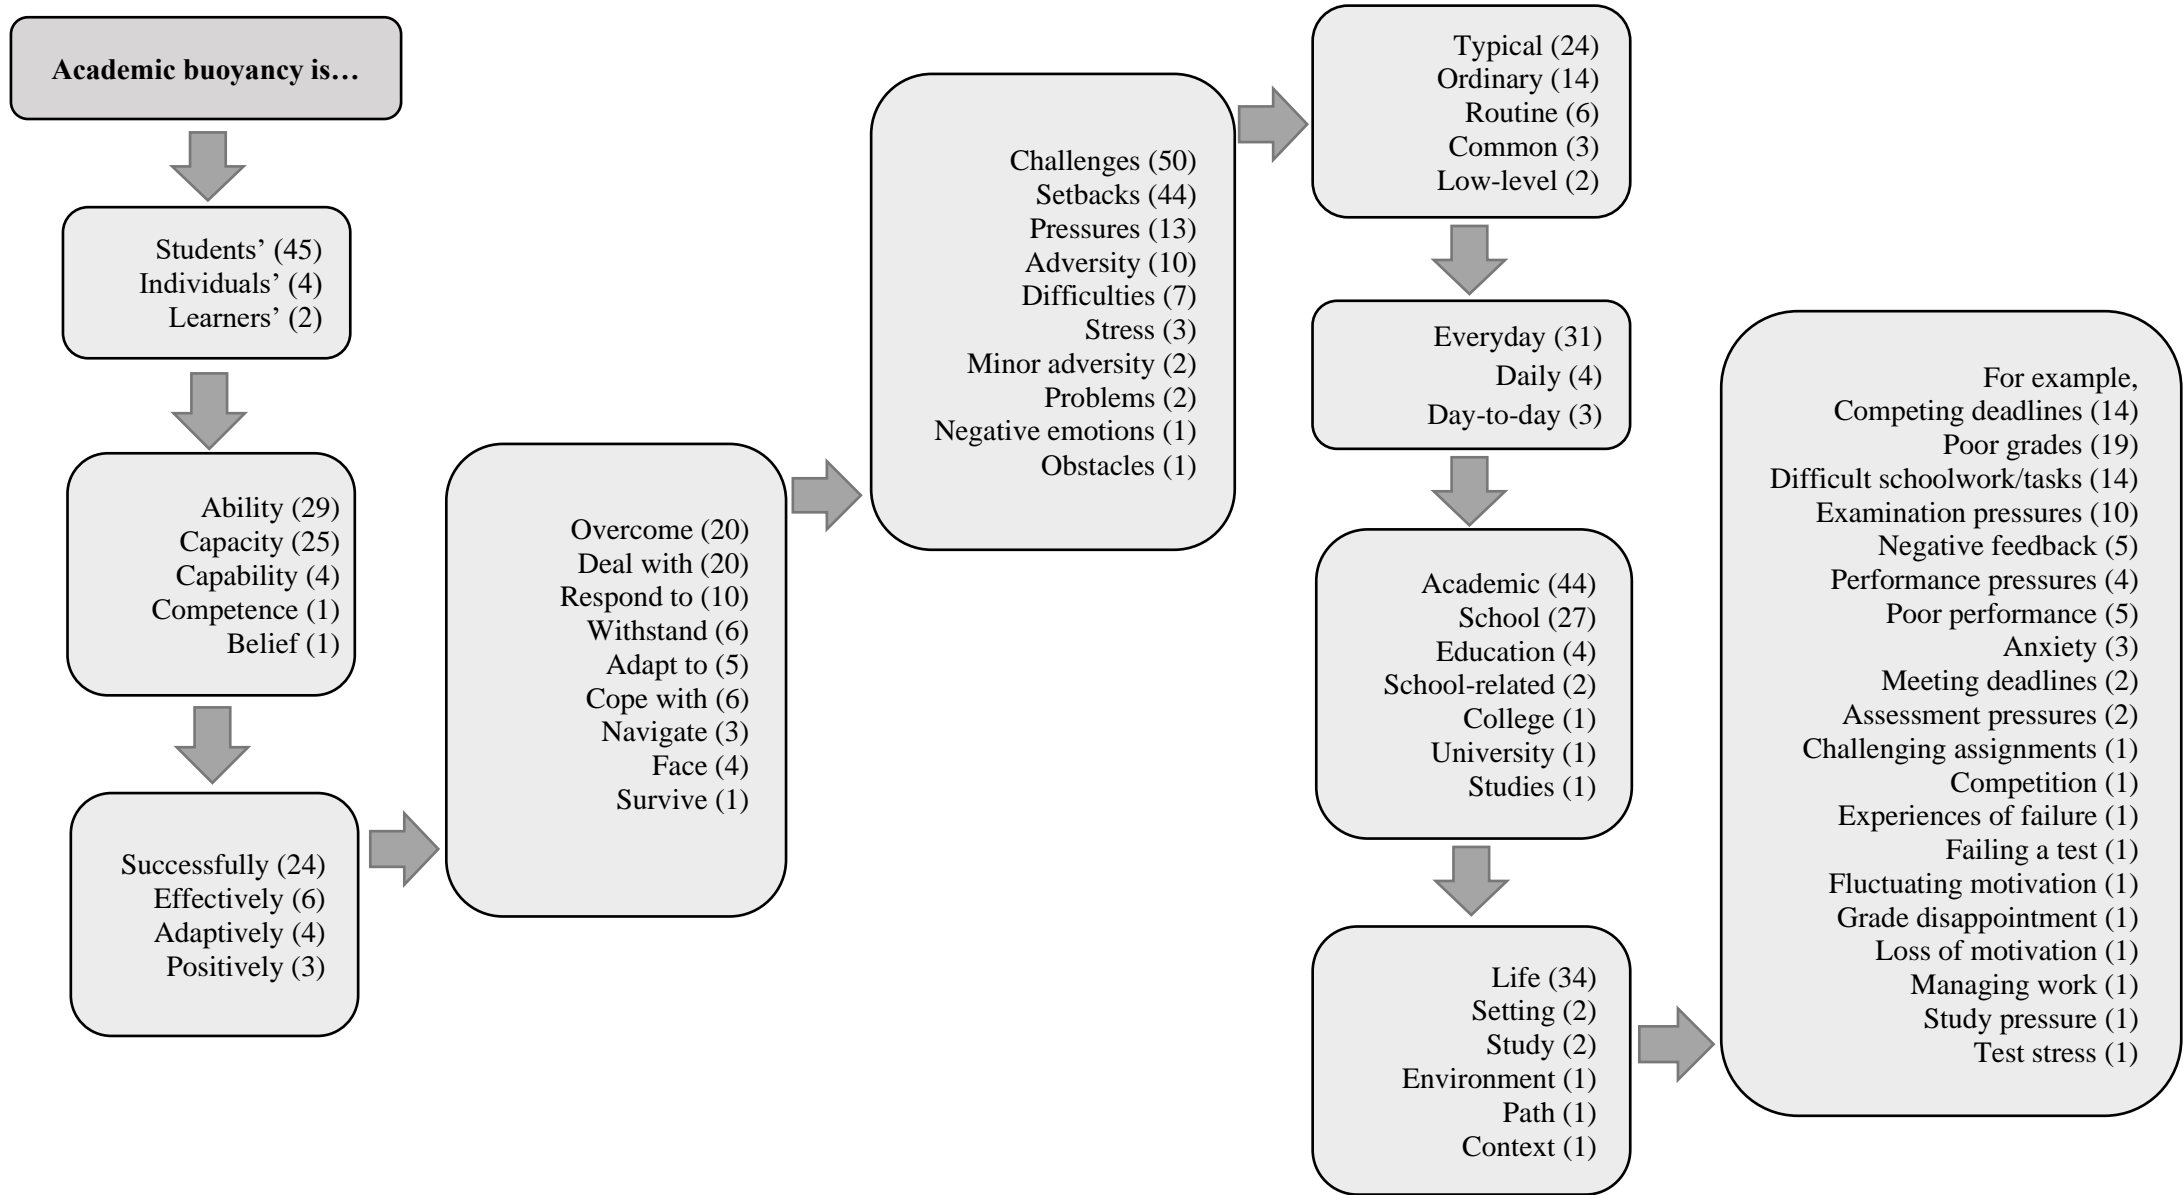 Academic buoyancy is…
Students’ (45)
Individuals’ (4)
Learners’ (2)
Ability (29)
Capacity (25)
Capability (4)
Competence (1)
Belief (1)
Successfully (24)
Effectively (6)
Adaptively (4)
Positively (3)
Overcome (20)
Deal with (20)
Respond to (10)
Withstand (6)
Adapt to (5)
Cope with (6)
Navigate (3)
Face (4)
Survive (1)
Challenges (50)
Setbacks (44)
Pressures (13)
Adversity (10)
Difficulties (7)
Stress (3)
Minor adversity (2)
Problems (2)
Negative emotions (1)
Obstacles (1)
Typical (24)
Ordinary (14)
Routine (6)
Common (3)
Low-level (2)
Everyday (31)
Daily (4)
Day-to-day (3)
Academic (44)
School (27)
Education (4)
School-related (2)
College (1)
University (1)
Studies (1)
Life (34)
Setting (2)
Study (2)
Environment (1)
Path (1)
Context (1)
For example,
Competing deadlines (14)
Poor grades (19)
Difficult schoolwork/tasks (14)
Examination pressures (10)
Negative feedback (5)
Performance pressures (4)
Poor performance (5)
Anxiety (3)
Meeting deadlines (2)
Assessment pressures (2)
Challenging assignments (1)
Competition (1)
Experiences of failure (1)
Failing a test (1)
Fluctuating motivation (1)
Grade disappointment (1)
Loss of motivation (1)
Managing work (1)
Study pressure (1)
Test stress (1)